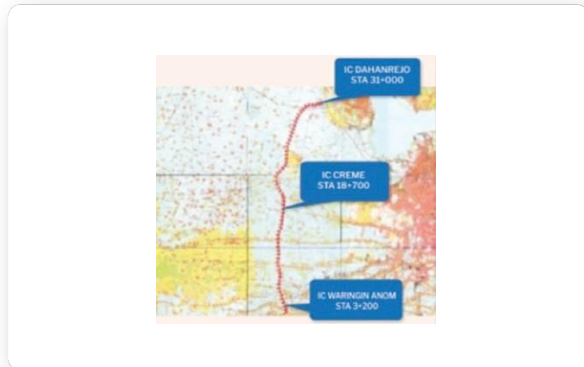 IC DAHANREJO
STA 31+000
IC CREME
STA 18+700
IC WARINGIN ANOM
STA 3+200